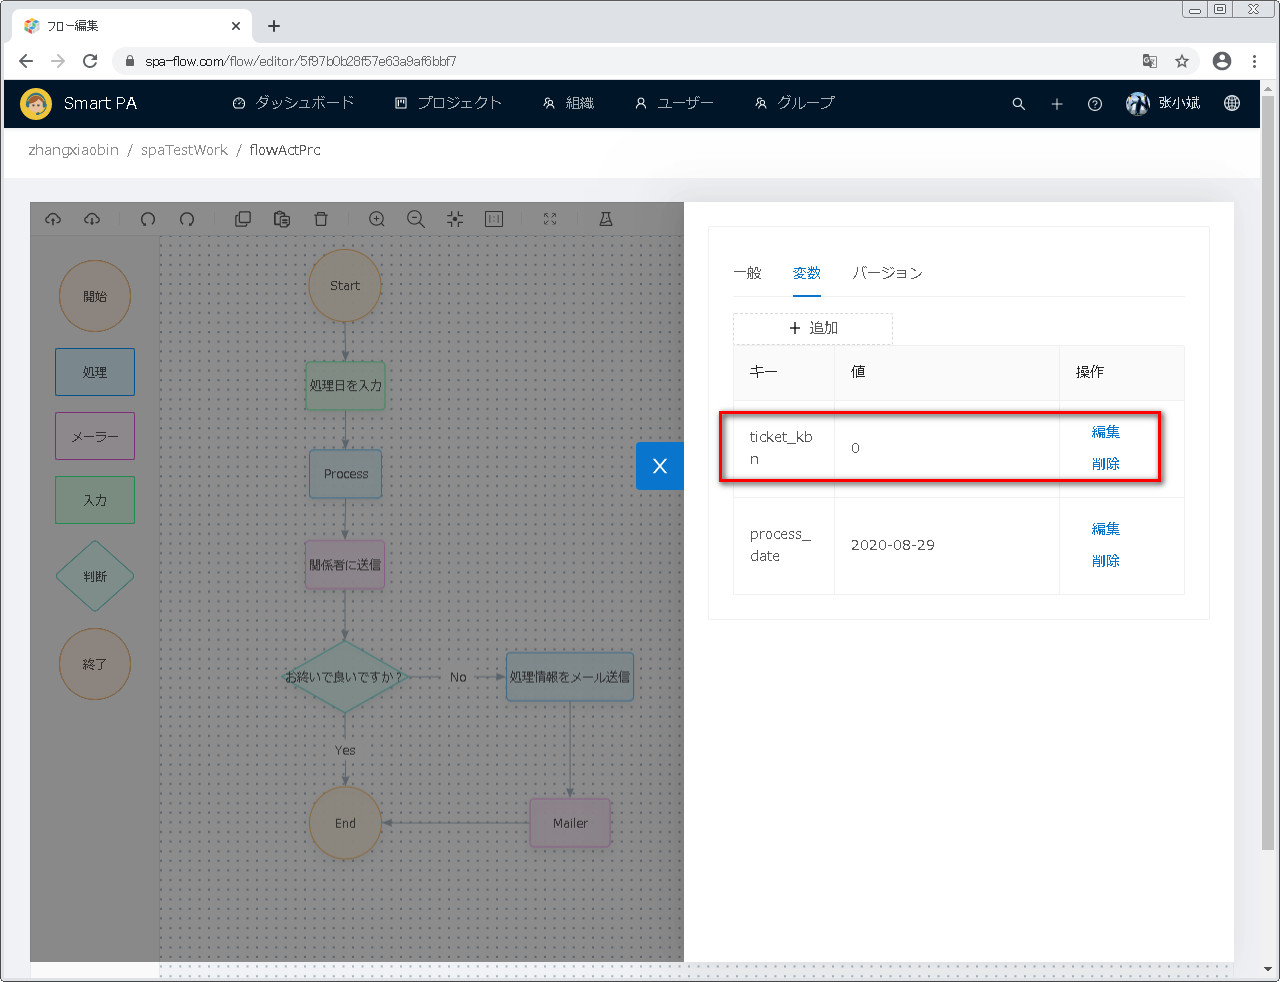 フロー編集
spa-flow.com/flow/editor/5f97b0b28f57e63a9af6bbf7
Smart PA
ダッシュボード
プロジェクト
組織
ユーザー
グループ
张小斌
zhangxiaobin / spaTestWork / flowActPrc
開始
処理
メーラー
入力
判断
終了
Start
処理日を入力
Process
関係者に送信
お終いで良いですか?
No
処理情報をメール送信
Yes
End
Mailer
X
一般
変数
バージョン
+ 追加
キー 値 操作
ticket_kb
n
0
編集
削除
process_
date
2020-08-29
編集
削除